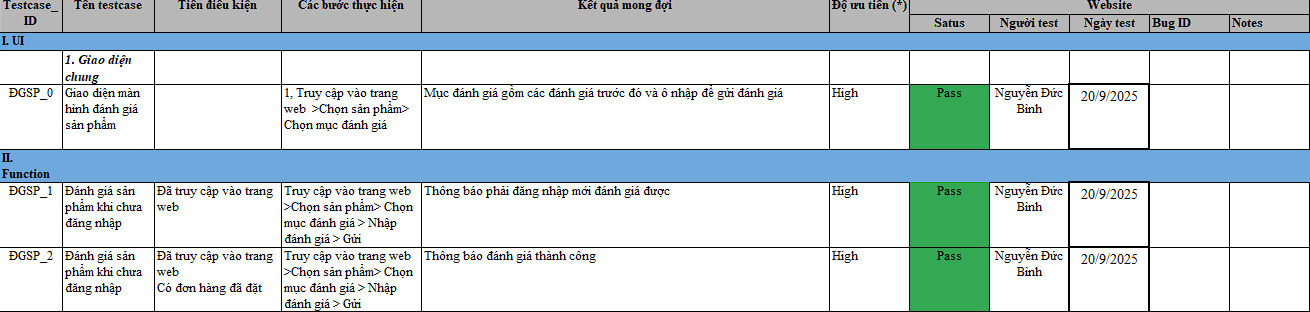 Testcase_ Tên testcase Tiền điều kiện Các bước thực hiện Kết quả mong đợi Độ ưu tiên (*) Website
ID Satus Người test Ngày test Bug ID Notes
I. UI
1. Giao diện
chung
ĐGSP_0 Giao diện màn 1, Truy cập vào trang Mục đánh giá gồm các đánh giá trước đó và ô nhập để gửi đánh giá High Pass Nguyễn Đức 20/9/2025
hình đánh giá web >Chọn sản phẩm> Bình
sản phẩm Chọn mục đánh giá
II.
Function
ĐGSP_1 Đánh giá sản Đã truy cập vào trang Truy cập vào trang web Thông báo phải đăng nhập mới đánh giá được High Pass Nguyễn Đức 20/9/2025
phẩm khi chưa web >Chọn sản phẩm> Chọn Bình
đăng nhập mục đánh giá > Nhập
đánh giá > Gửi
ĐGSP_2 Đánh giá sản Đã truy cập vào trang Truy cập vào trang web Thông báo đánh giá thành công High Pass Nguyễn Đức 20/9/2025
phẩm khi chưa web >Chọn sản phẩm> Chọn Bình
đăng nhập Có đơn hàng đã đặt mục đánh giá > Nhập
đánh giá > Gửi